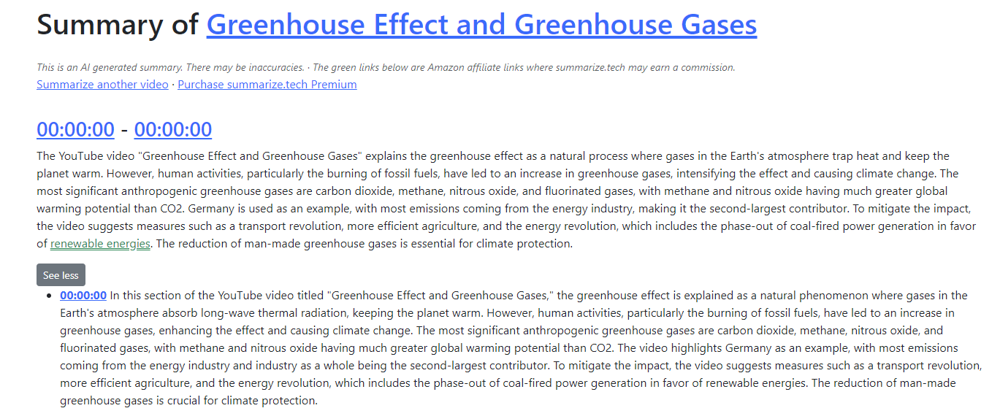 Summary of Greenhouse Effect and Greenhouse Gases
This is an AI generated summary. There may be inaccuracies. · The green links below are Amazon affiliate links where summarize.tech may earn a commission.
Summarize another video · Purchase summarize.tech Premium
00:00:00 - 00:00:00
The YouTube video "Greenhouse Effect and Greenhouse Gases" explains the greenhouse effect as a natural process where gases in the Earth's atmosphere trap heat and keep the
planet warm. However, human activities, particularly the burning of fossil fuels, have led to an increase in greenhouse gases, intensifying the effect and causing climate change. The
most significant anthropogenic greenhouse gases are carbon dioxide, methane, nitrous oxide, and fluorinated gases, with methane and nitrous oxide having much greater global
warming potential than CO2. Germany is used as an example, with most emissions coming from the energy industry, making it the second-largest contributor. To mitigate the impact,
the video suggests measures such as a transport revolution, more efficient agriculture, and the energy revolution, which includes the phase-out of coal-fired power generation in favor
of renewable energies. The reduction of man-made greenhouse gases is essential for climate protection.
See less
• 00:00:00 In this section of the YouTube video titled "Greenhouse Effect and Greenhouse Gases," the greenhouse effect is explained as a natural phenomenon where gases in the
Earth's atmosphere absorb long-wave thermal radiation, keeping the planet warm. However, human activities, particularly the burning of fossil fuels, have led to an increase in
greenhouse gases, enhancing the effect and causing climate change. The most significant anthropogenic greenhouse gases are carbon dioxide, methane, nitrous oxide, and
fluorinated gases, with methane and nitrous oxide having much greater global warming potential than CO2. The video highlights Germany as an example, with most emissions
coming from the energy industry and industry as a whole being the second-largest contributor. To mitigate the impact, the video suggests measures such as a transport revolution,
more efficient agriculture, and the energy revolution, which includes the phase-out of coal-fired power generation in favor of renewable energies. The reduction of man-made
greenhouse gases is crucial for climate protection.